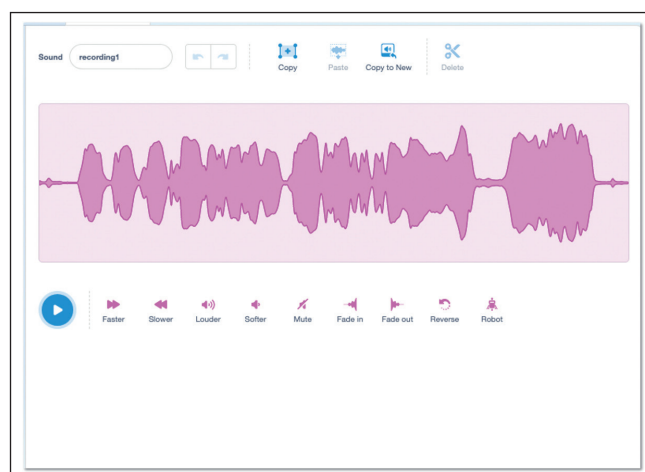 Sound recording1
Copy Paste Copy to New Delete
Faster Slower Louder Softer Mute Fade in Fade out Reverse Robot